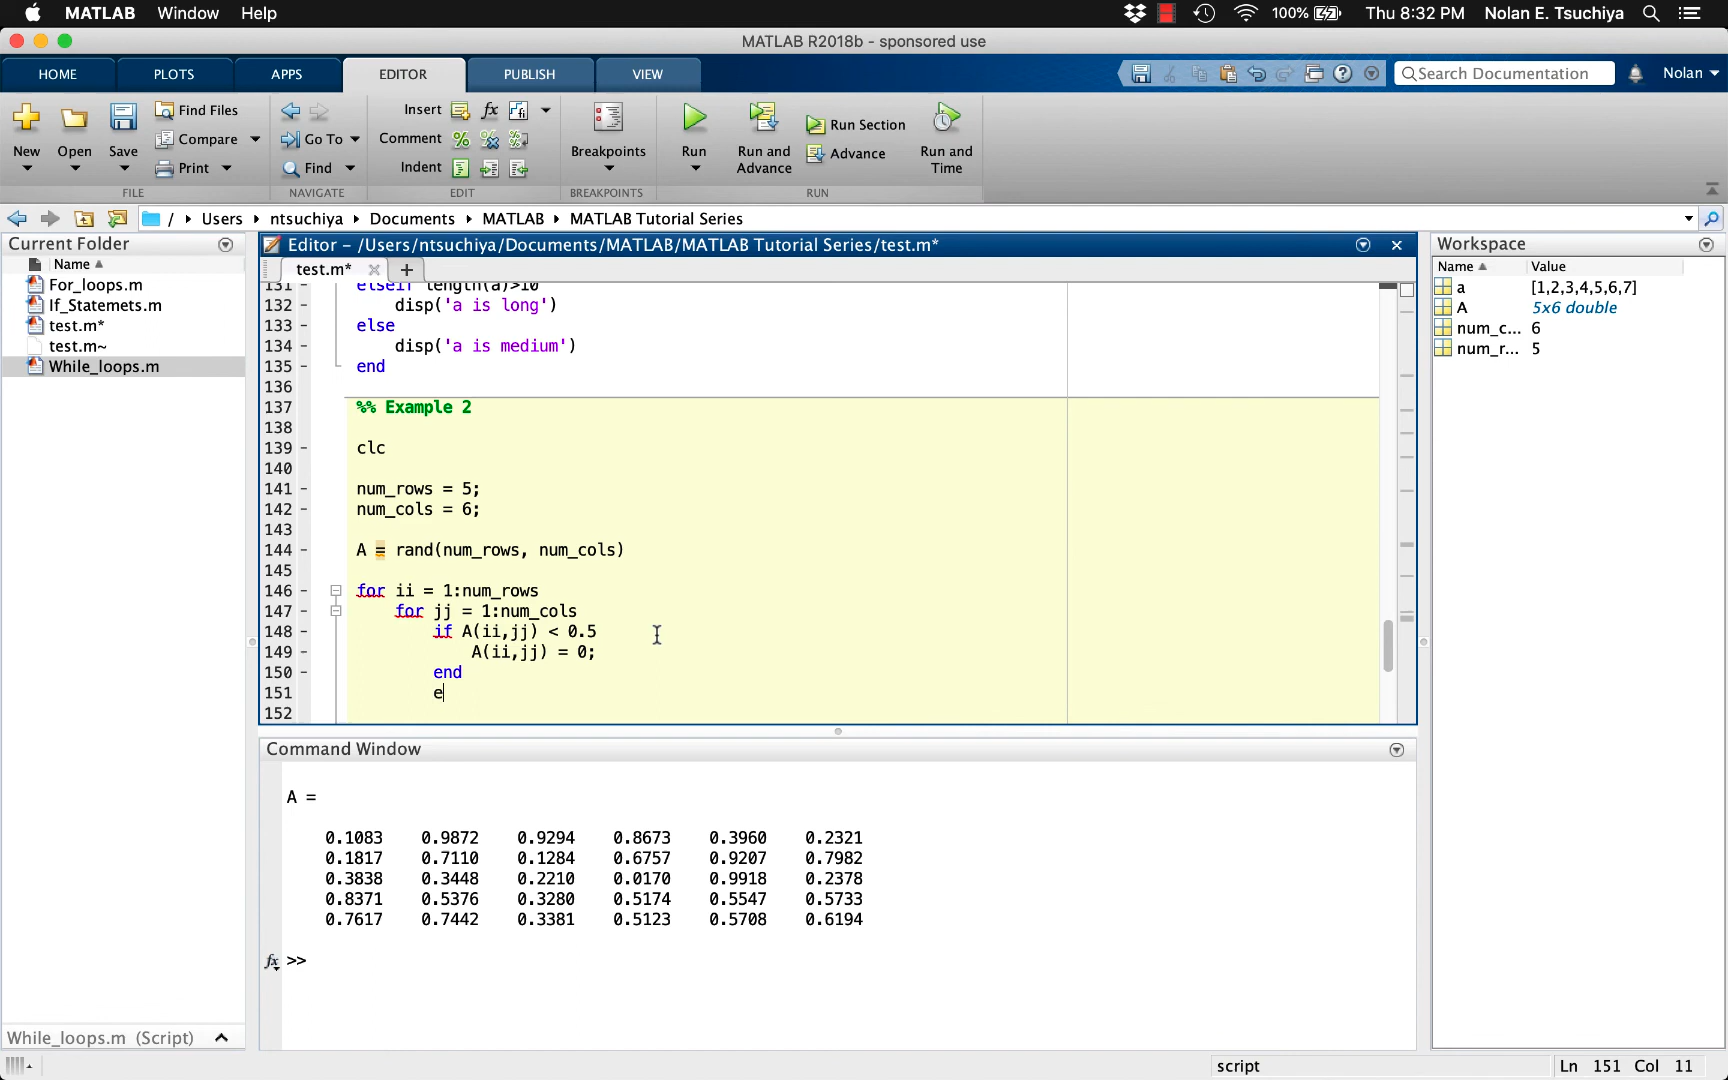 MATLAB Window Help 100% Thu 8:32 PM Nolan E. Tsuchiya
MATLAB R2018b - sponsored use
HOME PLOTS APPS EDITOR PUBLISH VIEW Search Documentation Nolan
New Open Save Find Files Compare Print
Go To Find
Insert fx
Comment
Indent
Breakpoints Run Run and Advance Run Section Advance Run and Time
FILE NAVIGATE EDIT BREAKPOINTS RUN
/ Users ntsuchiya Documents MATLAB MATLAB Tutorial Series
Current Folder
Name
For_loops.m
If_Statemets.m
test.m*
test.m~
While_loops.m
While_loops.m (Script)
Editor – /Users/ntsuchiya/Documents/MATLAB/MATLAB Tutorial Series/test.m*
test.m* +
131 elseif length(a)>10
132 - disp('a is long')
133 - else
134 - disp('a is medium')
135 - end
136
137 %% Example 2
138
139 - clc
140
141 - num_rows = 5;
142 - num_cols = 6;
143
144 - A = rand(num_rows, num_cols)
145
146 - for ii = 1:num_rows
147 - for jj = 1:num_cols
148 - if A(ii,jj) < 0.5
149 - A(ii,jj) = 0;
150 - end
151 e
152
Command Window
A =
0.1083 0.9872 0.9294 0.8673 0.3960 0.2321
0.1817 0.7110 0.1284 0.6757 0.9207 0.7982
0.3838 0.3448 0.2210 0.0170 0.9918 0.2378
0.8371 0.5376 0.3280 0.5174 0.5547 0.5733
0.7617 0.7442 0.3381 0.5123 0.5708 0.6194
fx >>
Workspace
Name Value
a [1,2,3,4,5,6,7]
A 5x6 double
num_c... 6
num_r... 5
script Ln 151 Col 11